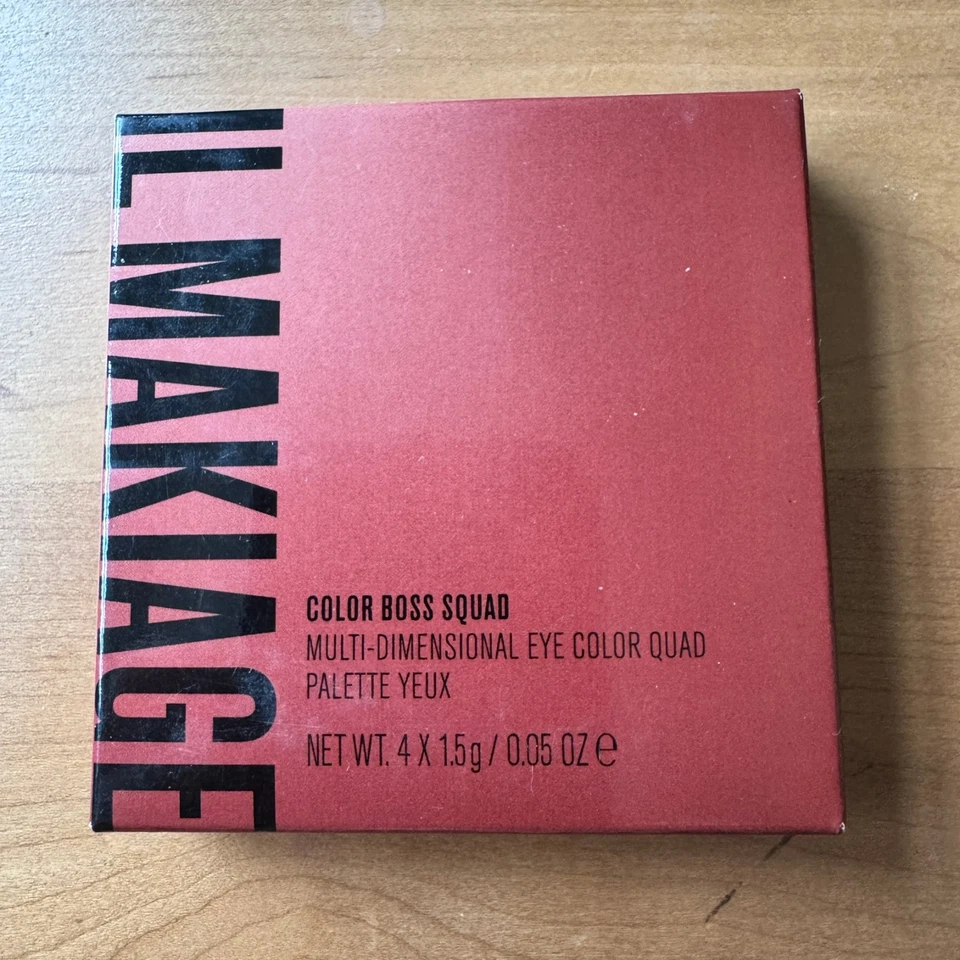 IL MAKIAGE
COLOR BOSS SQUAD
MULTI-DIMENSIONAL EYE COLOR QUAD
PALETTE YEUX
NET WT. 4 X 1.5g / 0.05 OZ ℮